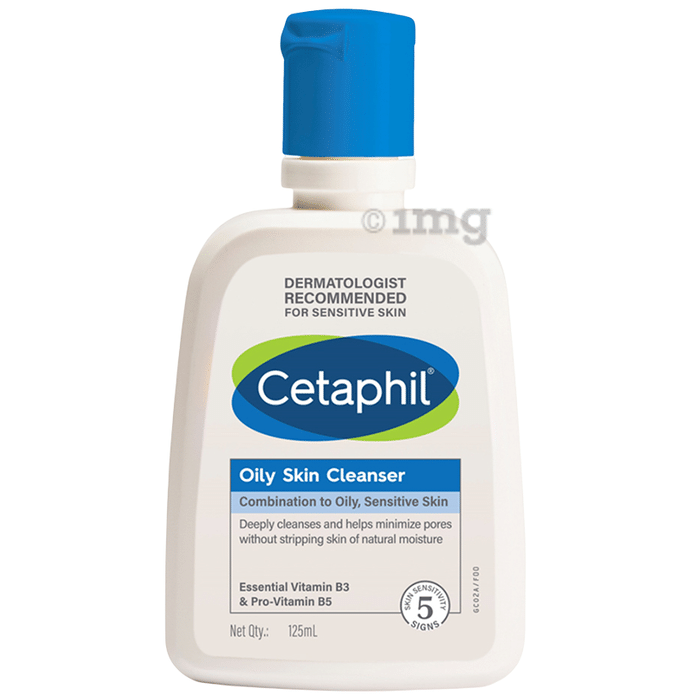 © 1mg
DERMATOLOGIST
RECOMMENDED
FOR SENSITIVE SKIN
Cetaphil®
Oily Skin Cleanser
Combination to Oily, Sensitive Skin
Deeply cleanses and helps minimize pores
without stripping skin of natural moisture
Essential Vitamin B3
& Pro-Vitamin B5
SKIN SENSITIVITY
5
SIGNS
GC02A/F00
Net Qty.: 125mL